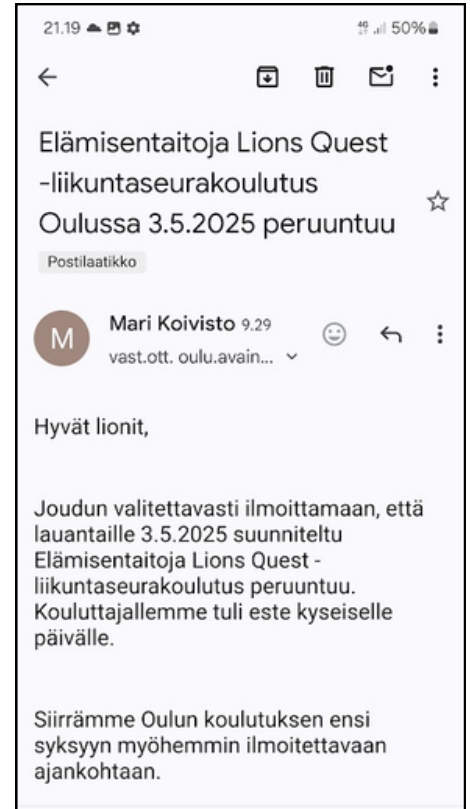 21.19
4G 50%
Elämisentaitoja Lions Quest
-liikuntaseurakoulutus
Oulussa 3.5.2025 peruuntuu
Postilaatikko
M
Mari Koivisto 9.29
vast.ott. oulu.avain...
Hyvät lionit,
Joudun valitettavasti ilmoittamaan, että
lauantaille 3.5.2025 suunniteltu
Elämisentaitoja Lions Quest -
liikuntaseurakoulutus peruuntuu.
Kouluttajallemme tuli este kyseiselle
päivälle.
Siirrämme Oulun koulutuksen ensi
syksyyn myöhemmin ilmoitettavaan
ajankohtaan.